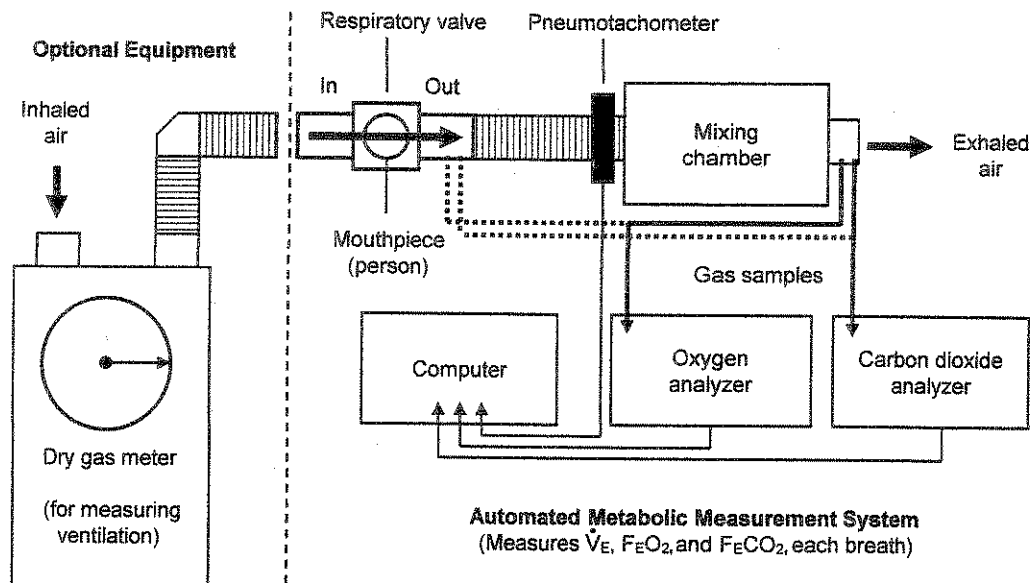 Optional Equipment
Inhaled
air
Dry gas meter
(for measuring
ventilation)
Respiratory valve
Pneumotachometer
In
Out
Mixing
chamber
Exhaled
air
Mouthpiece
(person)
Gas samples
Computer
Oxygen
analyzer
Carbon dioxide
analyzer
Automated Metabolic Measurement System
(Measures V̇E, FEO2, and FECO2, each breath)